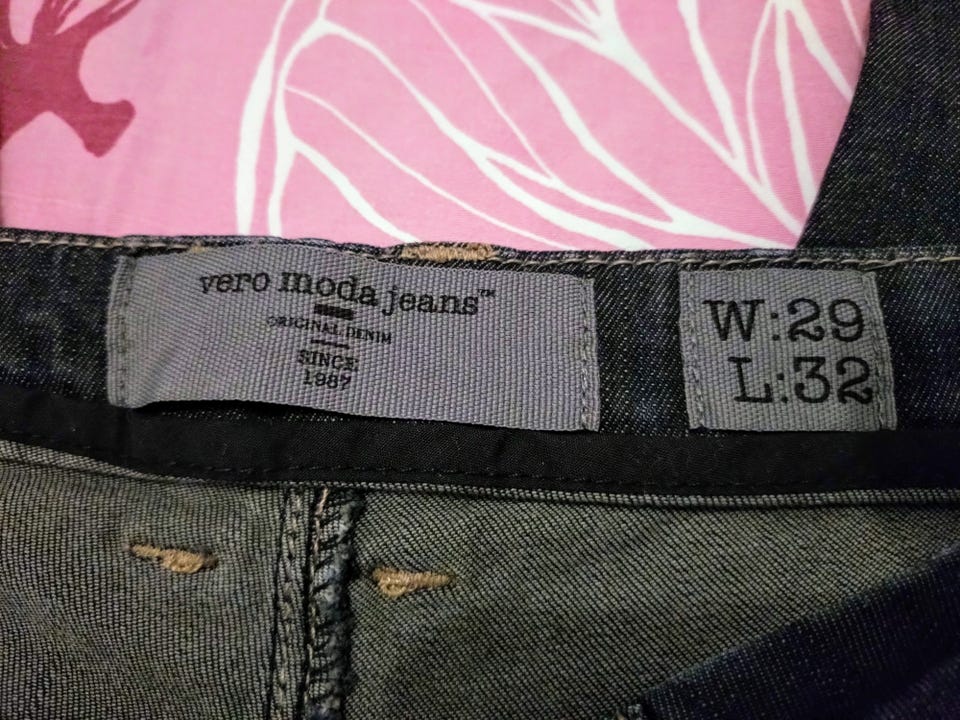 vero moda jeans™
ORIGINAL DENIM
SINCE
1987
W:29
L:32